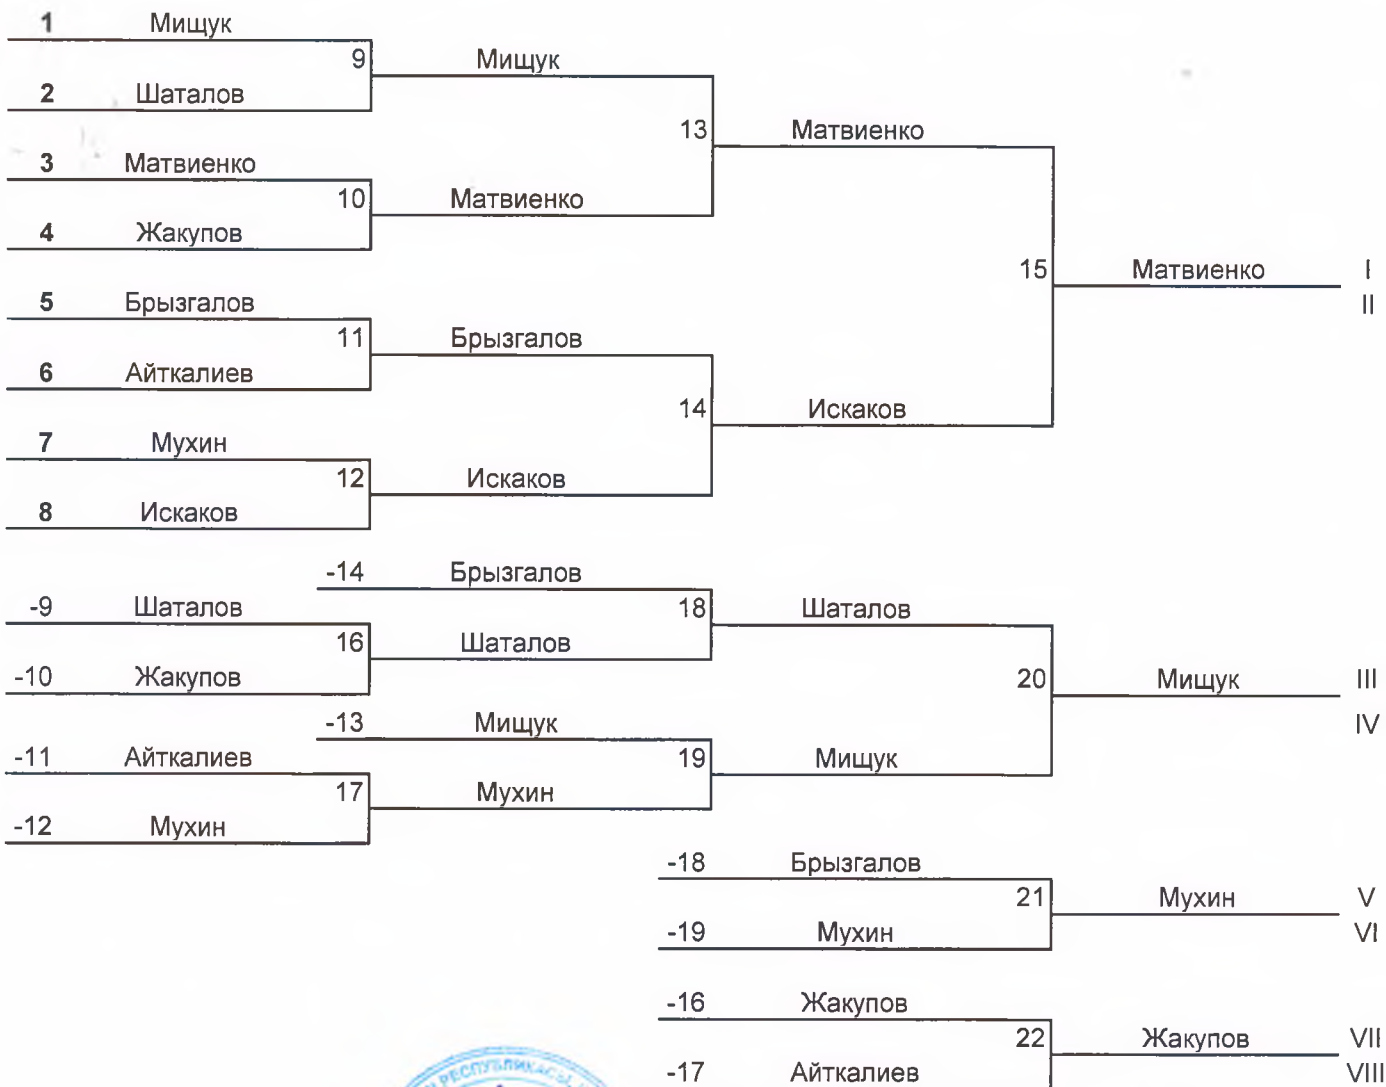 1 Мищук
9 Мищук
2 Шаталов
13 Матвиенко
3 Матвиенко
10 Матвиенко
4 Жакупов
15 Матвиенко I
II
5 Брызгалов
11 Брызгалов
6 Айткалиев
14 Искаков
7 Мухин
12 Искаков
8 Искаков
-14 Брызгалов
-9 Шаталов
18 Шаталов
16 Шаталов
-10 Жакупов
20 Мищук III
IV
-13 Мищук
-11 Айткалиев
19 Мищук
17 Мухин
-12 Мухин
-18 Брызгалов
21 Мухин V
-19 Мухин VI
-16 Жакупов
22 Жакупов VII
-17 Айткалиев VIII
РЕСПУБЛИКАСЫ